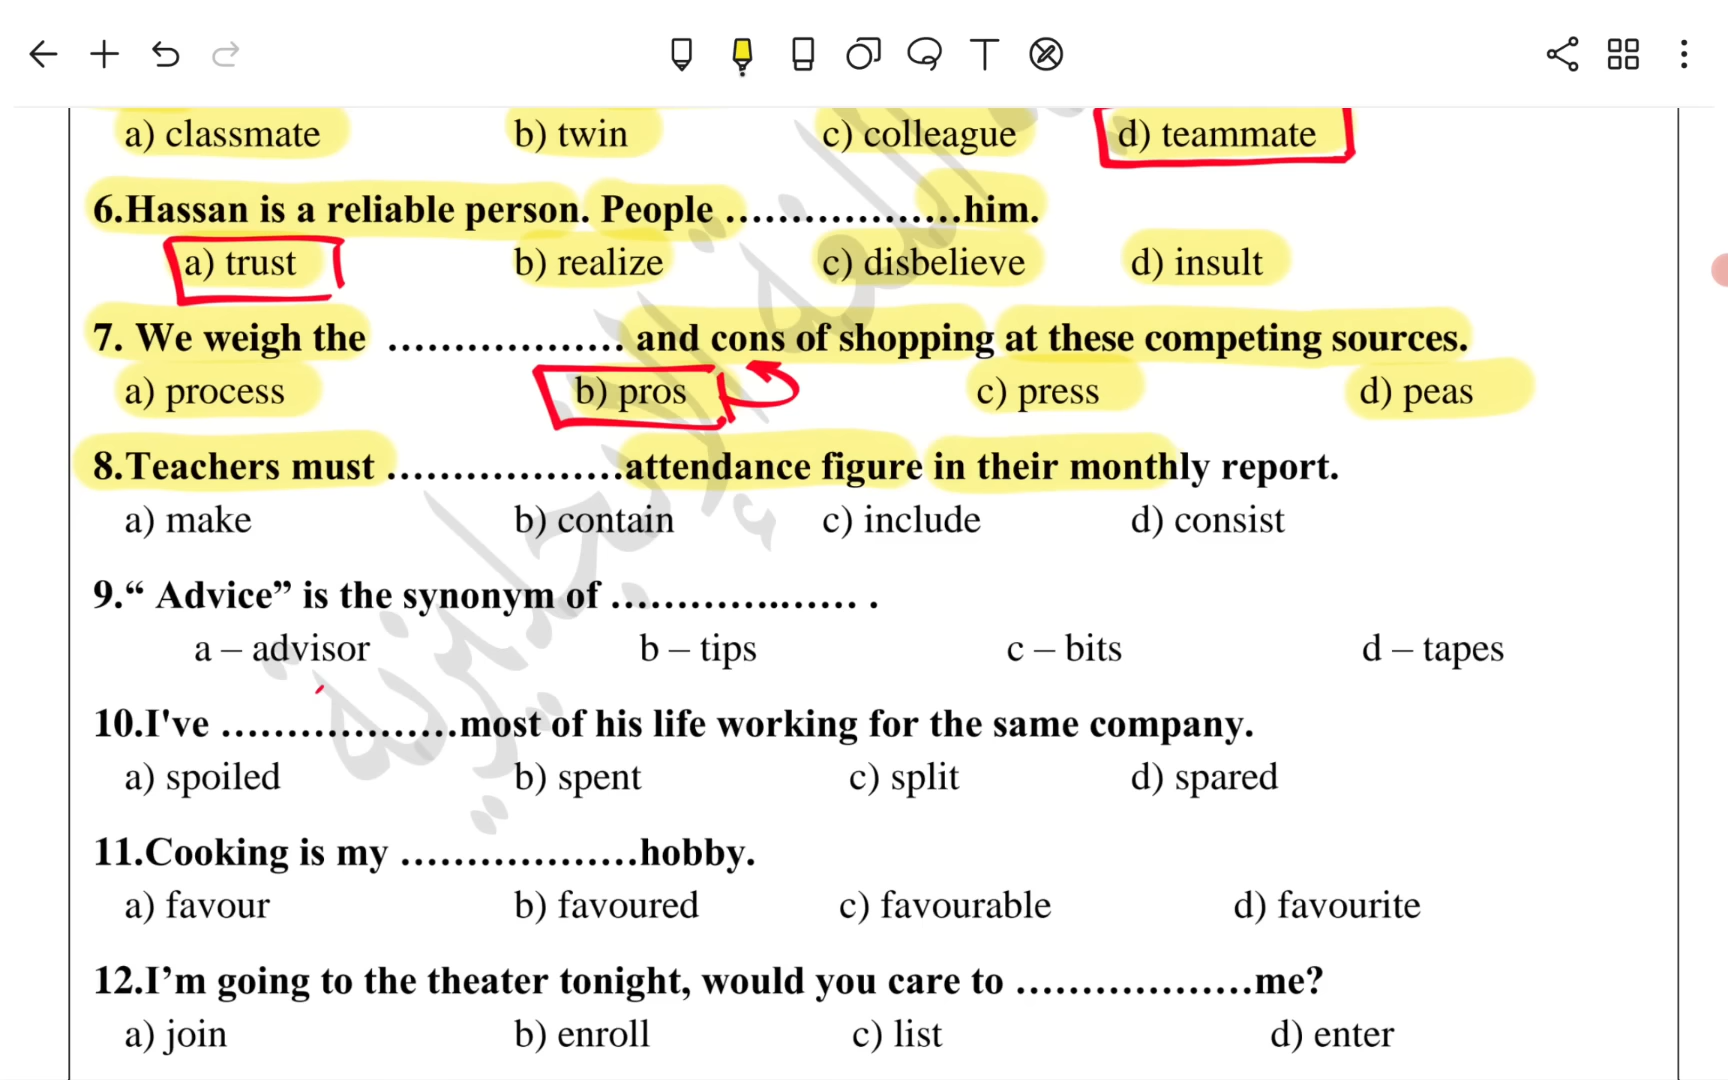 a) classmate b) twin c) colleague d) teammate
6.Hassan is a reliable person. People ………………him.
a) trust b) realize c) disbelieve d) insult
7. We weigh the ……………… and cons of shopping at these competing sources.
a) process b) pros c) press d) peas
8.Teachers must ………………attendance figure in their monthly report.
a) make b) contain c) include d) consist
9.“ Advice” is the synonym of ………………. .
a – advisor b – tips c – bits d – tapes
10.I've ………………most of his life working for the same company.
a) spoiled b) spent c) split d) spared
11.Cooking is my ………………hobby.
a) favour b) favoured c) favourable d) favourite
12.I’m going to the theater tonight, would you care to ………………me?
a) join b) enroll c) list d) enter